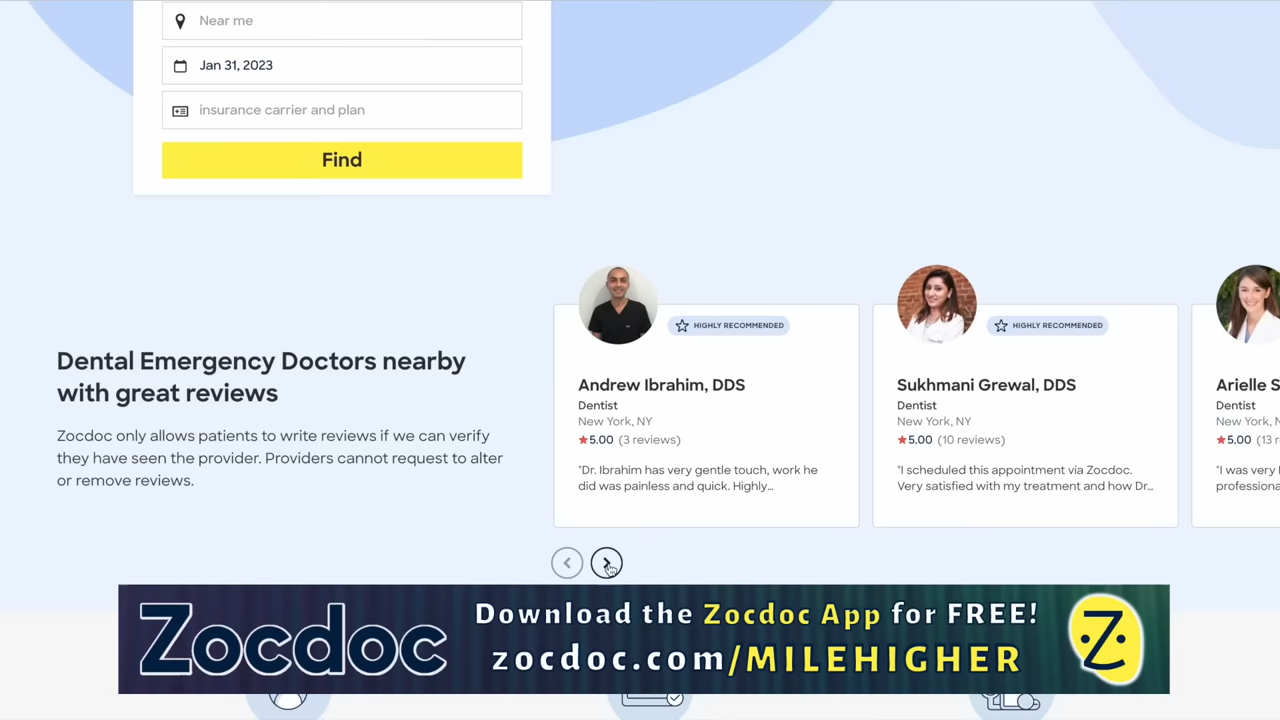 Near me
Jan 31, 2023
insurance carrier and plan
Find
Dental Emergency Doctors nearby
with great reviews
Zocdoc only allows patients to write reviews if we can verify
they have seen the provider. Providers cannot request to alter
or remove reviews.
HIGHLY RECOMMENDED
Andrew Ibrahim, DDS
Dentist
New York, NY
★5.00 (3 reviews)
"Dr. Ibrahim has very gentle touch, work he
did was painless and quick. Highly…
HIGHLY RECOMMENDED
Sukhmani Grewal, DDS
Dentist
New York, NY
★5.00 (10 reviews)
"I scheduled this appointment via Zocdoc.
Very satisfied with my treatment and how Dr…
Arielle S
Dentist
New York, N
★5.00 (13 r
"I was very
professiona
Zocdoc
Download the Zocdoc App for FREE!
zocdoc.com/MILEHIGHER
Z